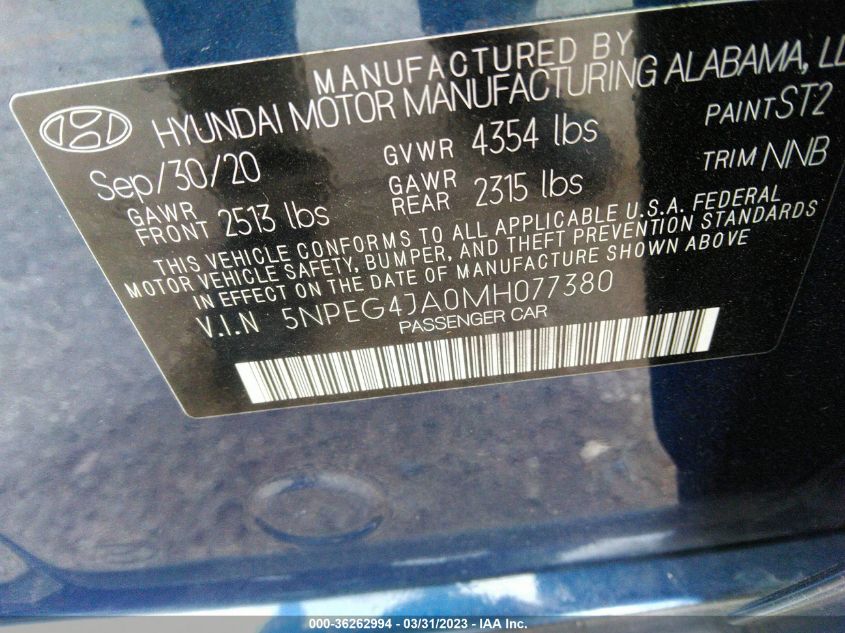 MANUFACTURED BY
HYUNDAI MOTOR MANUFACTURING ALABAMA, LL
Sep/30/20 GVWR 4354 lbs PAINT ST2
GAWR FRONT 2513 lbs GAWR REAR 2315 lbs TRIM NNB
THIS VEHICLE CONFORMS TO ALL APPLICABLE U.S.A. FEDERAL
MOTOR VEHICLE SAFETY, BUMPER, AND THEFT PREVENTION STANDARDS
IN EFFECT ON THE DATE OF MANUFACTURE SHOWN ABOVE
V.I.N 5NPEG4JA0MH077380
PASSENGER CAR
000-36262994 - 03/31/2023 - IAA Inc.